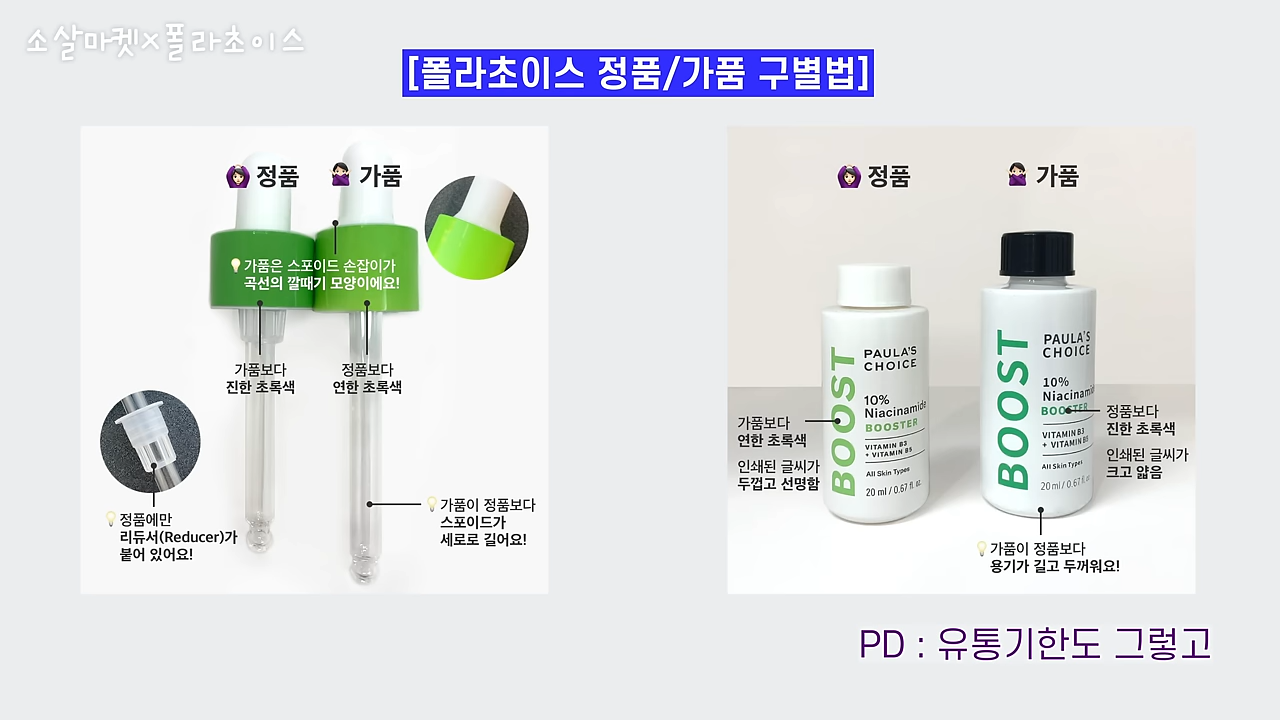 소살마켓x폴라초이스
[폴라초이스 정품/가품 구별법]
정품
가품
💡가품은 스포이드 손잡이가
곡선의 깔때기 모양이에요!
가품보다
진한 초록색
정품보다
연한 초록색
💡정품에만
리듀서(Reducer)가
붙어 있어요!
💡가품이 정품보다
스포이드가
세로로 길어요!
정품
가품
가품보다
연한 초록색
인쇄된 글씨가
두껍고 선명함
BOOST
PAULA'S
CHOICE
10%
Niacinamide
BOOSTER
VITAMIN B3
+ VITAMIN B5
All Skin Types
20 ml / 0.67 fl. oz.
BOOST
PAULA'S
CHOICE
10%
Niacinamide
BOOSTER
VITAMIN B3
+ VITAMIN B5
All Skin Types
20 ml / 0.67 fl. oz.
정품보다
진한 초록색
인쇄된 글씨가
크고 얇음
💡가품이 정품보다
용기가 길고 두꺼워요!
PD : 유통기한도 그렇고